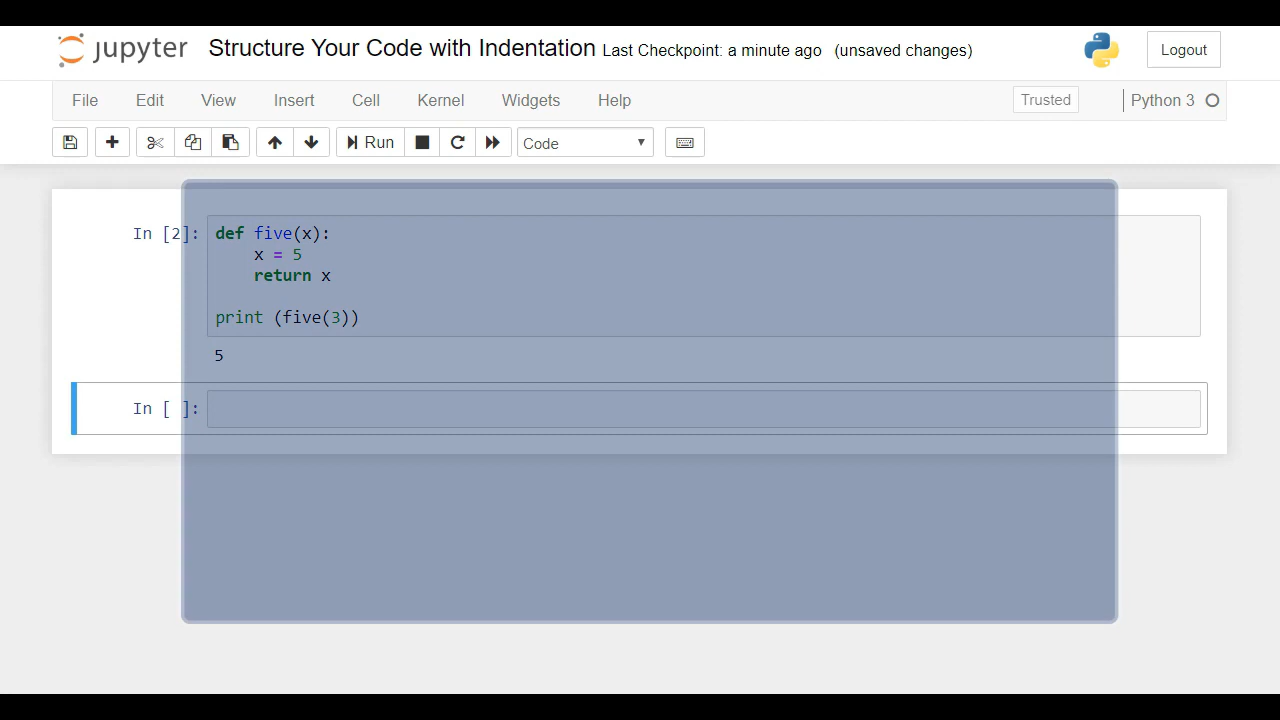 jupyter Structure Your Code with Indentation Last Checkpoint: a minute ago (unsaved changes) Logout
File Edit View Insert Cell Kernel Widgets Help Trusted Python 3
Run Code
In [2]: def five(x):
    x = 5
    return x
print (five(3))
5
In [ ]: